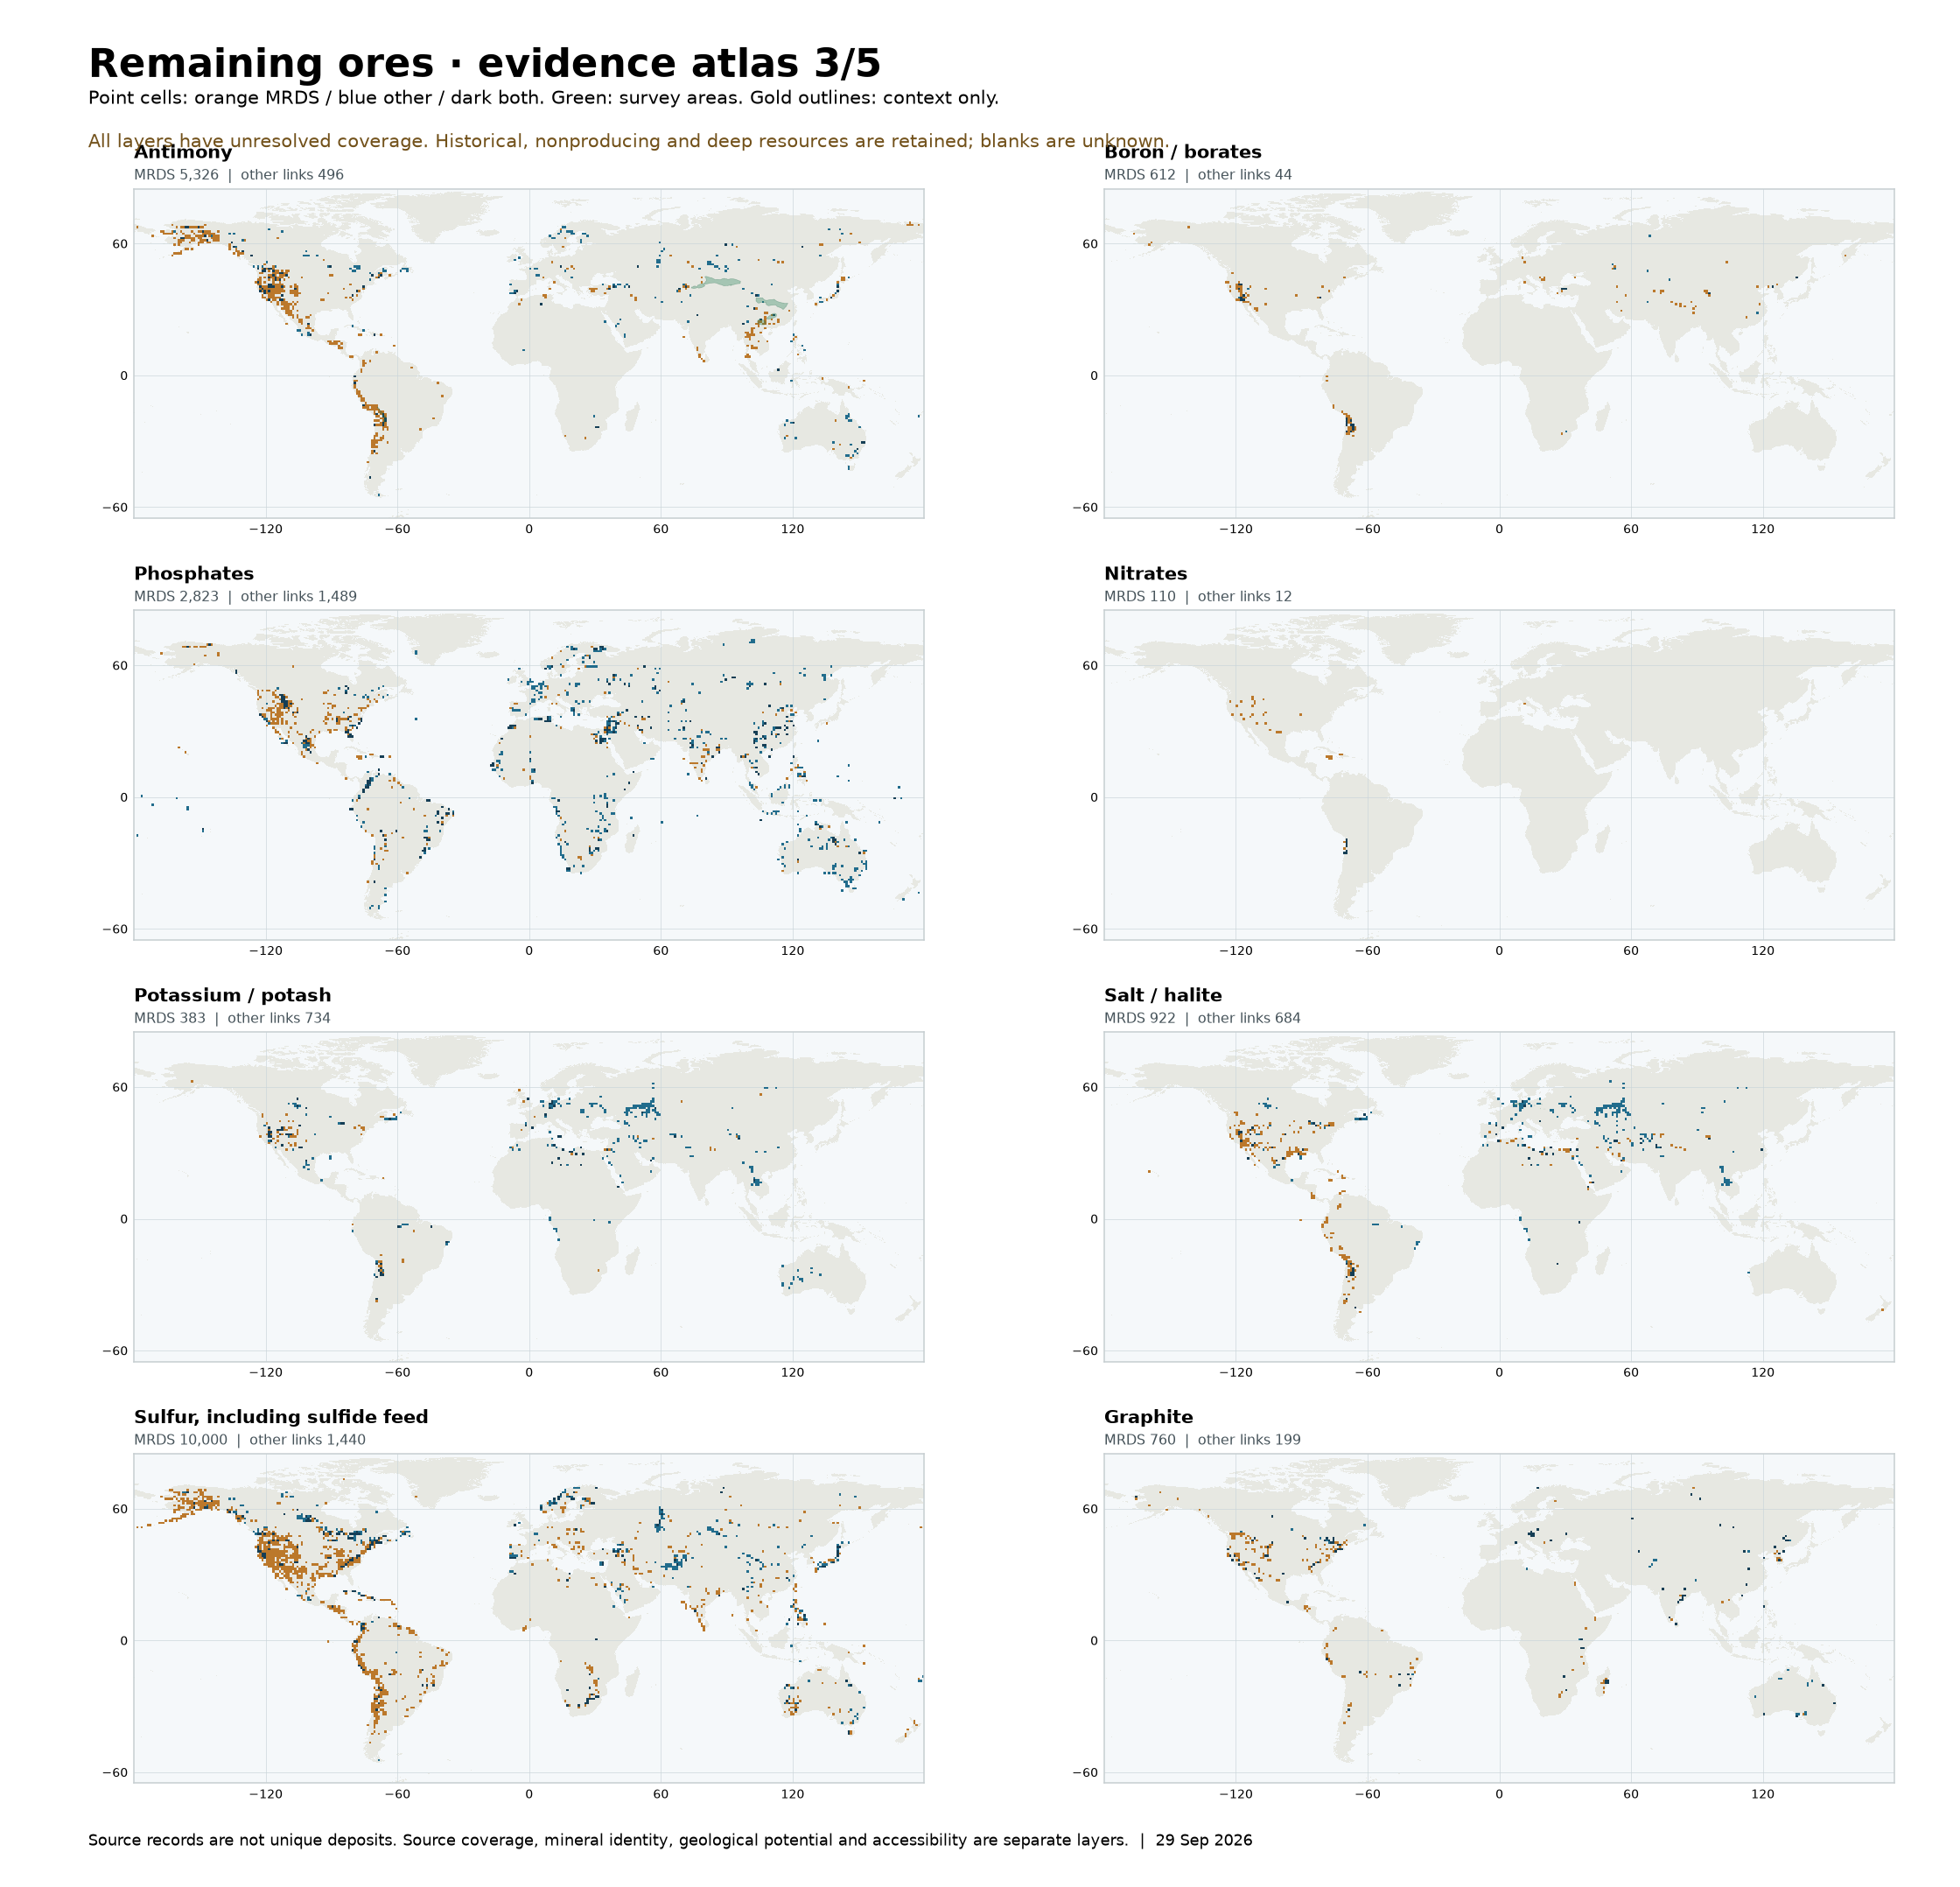 Remaining ores · evidence atlas 3/5
Point cells: orange MRDS / blue other / dark both. Green: survey areas. Gold outlines: context only.
All layers have unresolved coverage. Historical, nonproducing and deep resources are retained; blanks are unknown.
Antimony
MRDS 5,326 | other links 496
60
0
−60
−120 −60 0 60 120
Boron / borates
MRDS 612 | other links 44
60
0
−60
−120 −60 0 60 120
Phosphates
MRDS 2,823 | other links 1,489
60
0
−60
−120 −60 0 60 120
Nitrates
MRDS 110 | other links 12
60
0
−60
−120 −60 0 60 120
Potassium / potash
MRDS 383 | other links 734
60
0
−60
−120 −60 0 60 120
Salt / halite
MRDS 922 | other links 684
60
0
−60
−120 −60 0 60 120
Sulfur, including sulfide feed
MRDS 10,000 | other links 1,440
60
0
−60
−120 −60 0 60 120
Graphite
MRDS 760 | other links 199
60
0
−60
−120 −60 0 60 120
Source records are not unique deposits. Source coverage, mineral identity, geological potential and accessibility are separate layers. | 29 Sep 2026